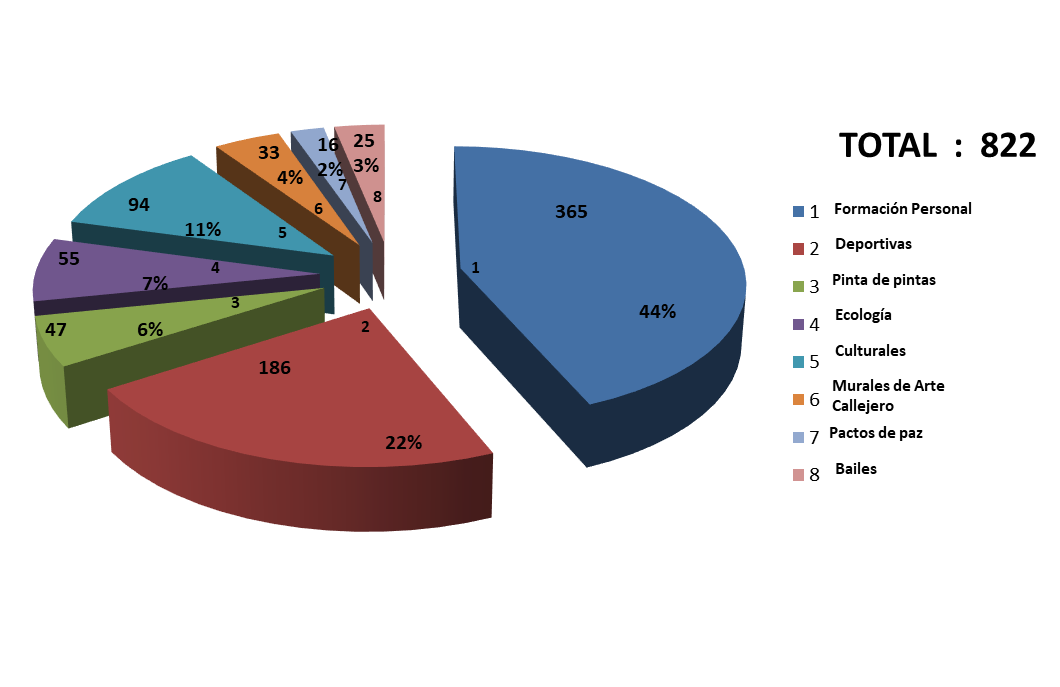 TOTAL : 822
1 Formación Personal
2 Deportivas
3 Pinta de pintas
4 Ecología
5 Culturales
6 Murales de Arte
Callejero
7 Pactos de paz
8 Bailes
365
1
44%
2
186
22%
3
47
6%
4
55
7%
94
11%
5
33
4%
6
16
2%
7
25
3%
8